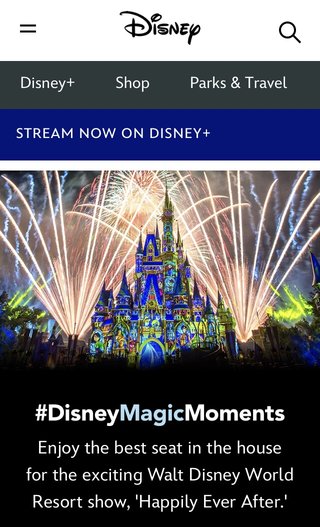 Disney
Disney+
Shop
Parks & Travel
STREAM NOW ON DISNEY+
#DisneyMagicMoments
Enjoy the best seat in the house
for the exciting Walt Disney World
Resort show, 'Happily Ever After.'